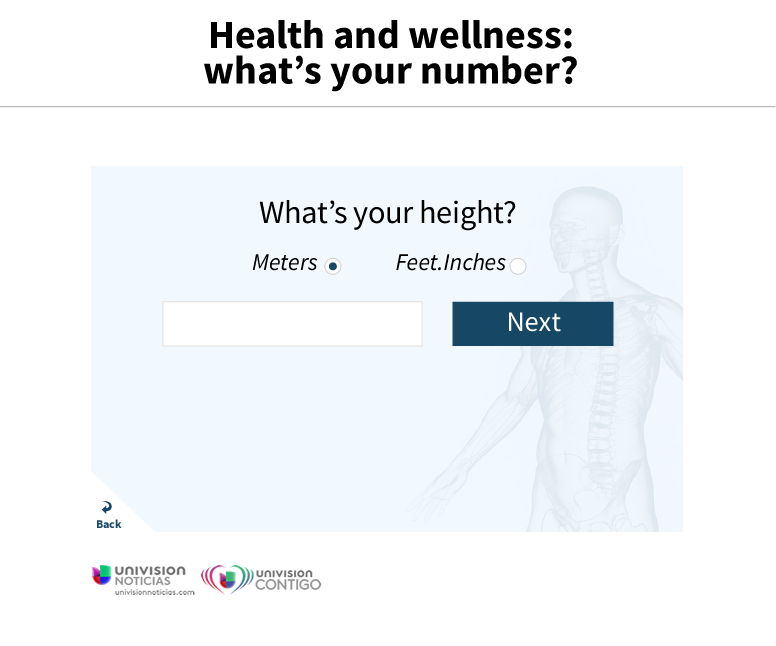 Health and wellness:
what's your number?
What's your height?
Meters Feet.Inches
Next
Back
UNIVISION
NOTICIAS
univisionnoticias.com
UNIVISION
CONTIGO